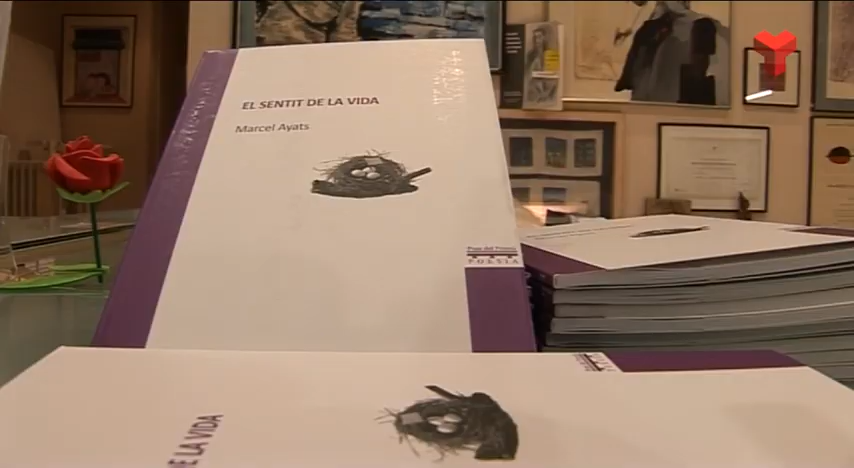 EL SENTIT DE LA VIDA
Marcel Ayats
POESIA
E LA VIDA